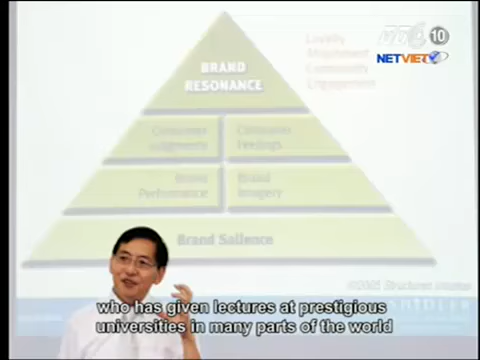 VTC 10
NETVIET
BRAND
RESONANCE
Loyalty
Attachment
Community
Engagement
Consumer
Judgments
Consumer
Feelings
Brand
Performance
Brand
Imagery
Brand Salience
who has given lectures at prestigious
universities in many parts of the world